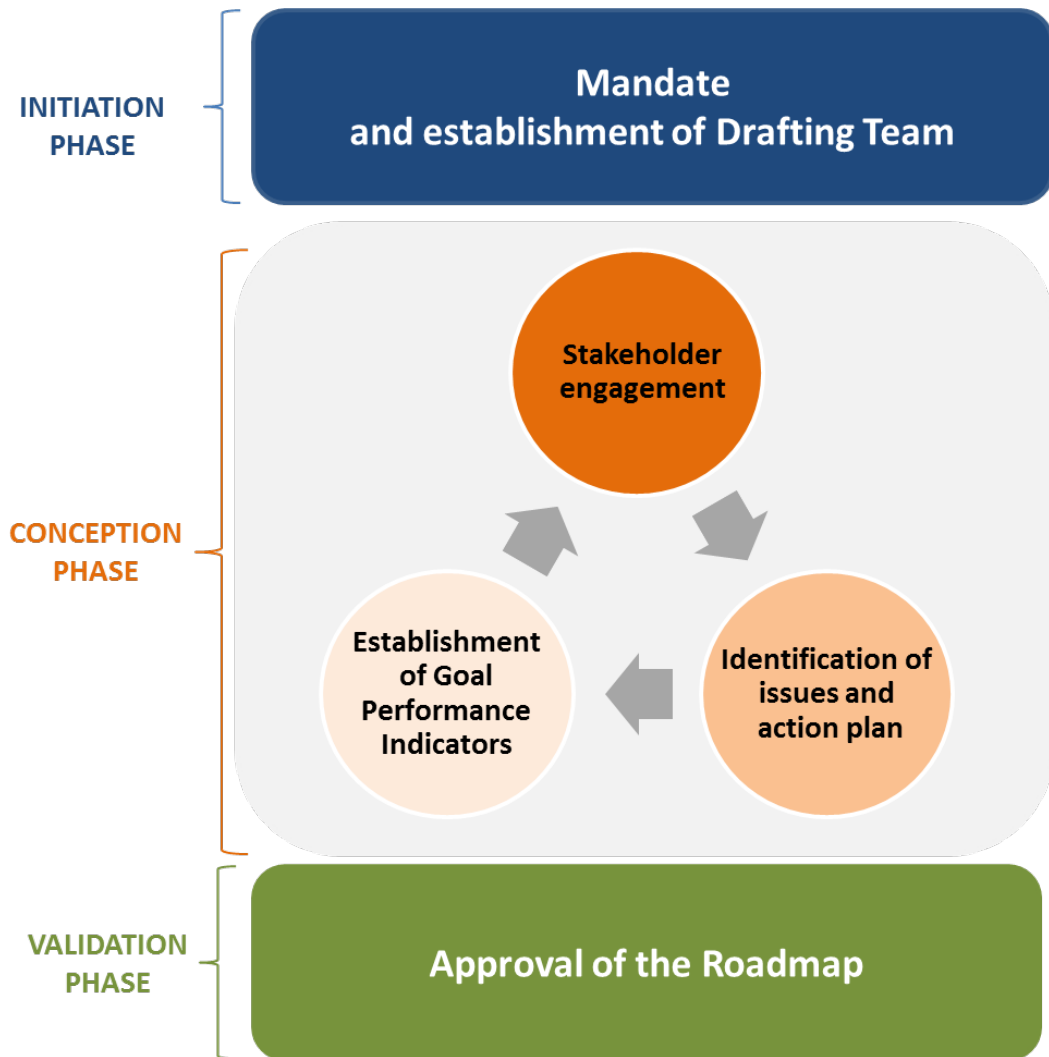 INITIATION
PHASE
Mandate
and establishment of Drafting Team
CONCEPTION
PHASE
Stakeholder
engagement
Establishment
of Goal
Performance
Indicators
Identification of
issues and
action plan
VALIDATION
PHASE
Approval of the Roadmap